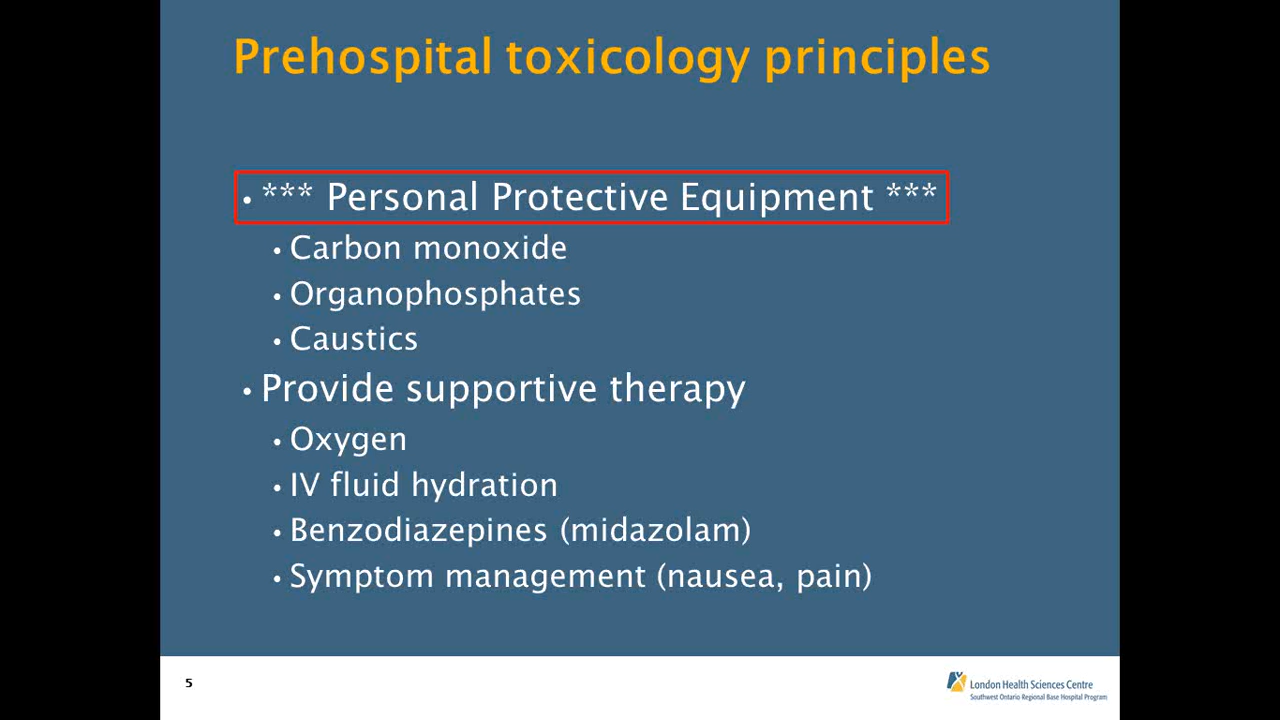 Prehospital toxicology principles
• *** Personal Protective Equipment ***
• Carbon monoxide
• Organophosphates
• Caustics
• Provide supportive therapy
• Oxygen
• IV fluid hydration
• Benzodiazepines (midazolam)
• Symptom management (nausea, pain)
5
London Health Sciences Centre
Southwest Ontario Regional Base Hospital Program